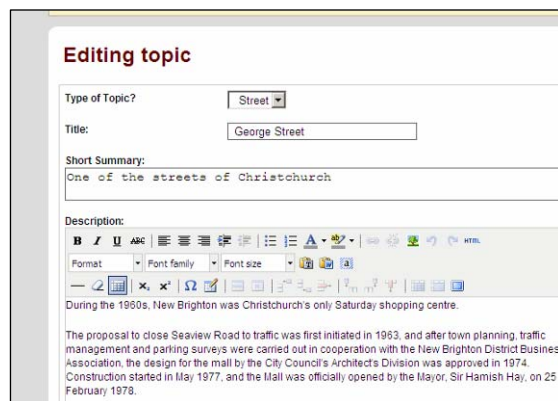 Editing topic
Type of Topic?
Street
Title:
George Street
Short Summary:
One of the streets of Christchurch
Description:
B I U ABC A ab HTML
Format Font family Font size
x₂ x² Ω
During the 1960s, New Brighton was Christchurch's only Saturday shopping centre.
The proposal to close Seaview Road to traffic was first initiated in 1963, and after town planning, traffic
management and parking surveys were carried out in cooperation with the New Brighton District Busines
Association, the design for the mall by the City Council's Architect's Division was approved in 1974.
Construction started in May 1977, and the Mall was officially opened by the Mayor, Sir Hamish Hay, on 25
February 1978.